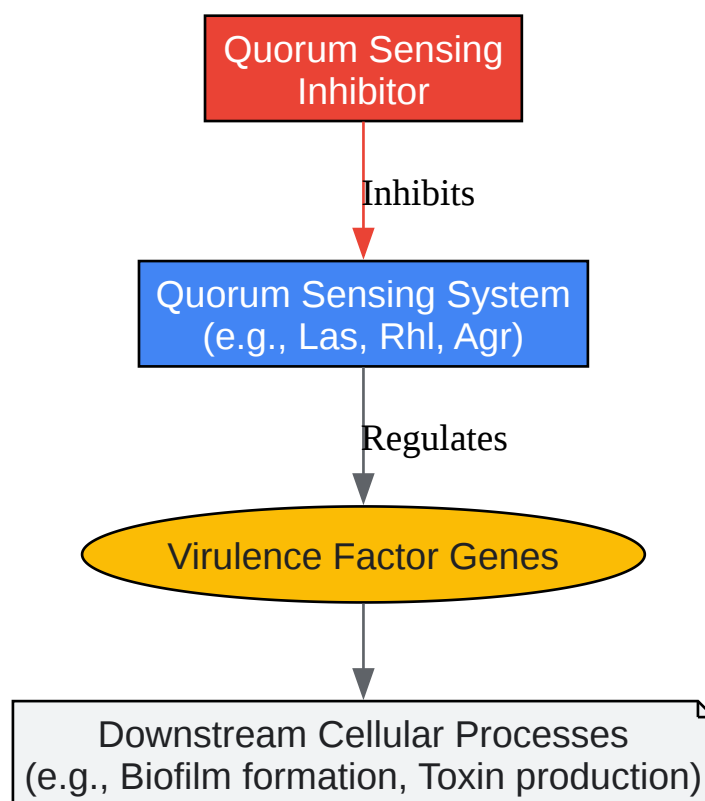 Quorum Sensing
Inhibitor
Inhibits
Quorum Sensing System
(e.g., Las, Rhl, Agr)
Regulates
Virulence Factor Genes
Downstream Cellular Processes
(e.g., Biofilm formation, Toxin production)